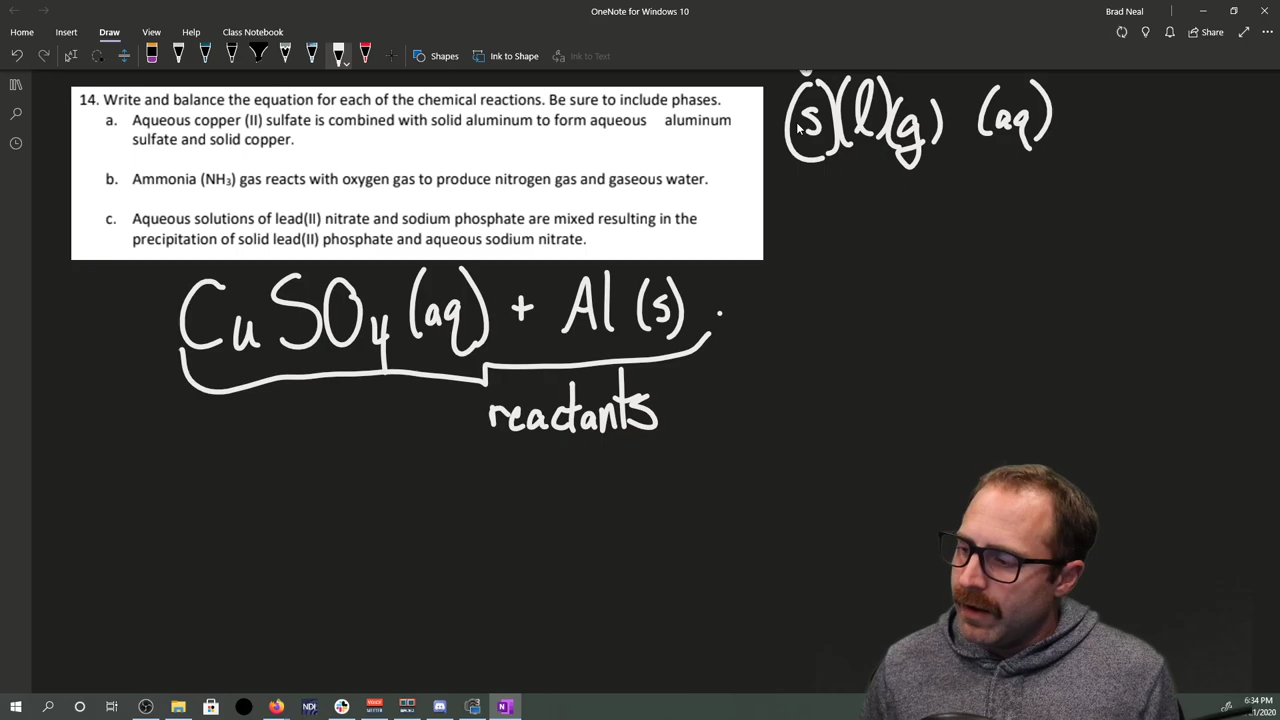 OneNote for Windows 10
Brad Neal
Home Insert Draw View Help Class Notebook
Share
Shapes Ink to Shape Ink to Text
14. Write and balance the equation for each of the chemical reactions. Be sure to include phases.
a. Aqueous copper (II) sulfate is combined with solid aluminum to form aqueous aluminum
sulfate and solid copper.
b. Ammonia (NH₃) gas reacts with oxygen gas to produce nitrogen gas and gaseous water.
c. Aqueous solutions of lead(II) nitrate and sodium phosphate are mixed resulting in the
precipitation of solid lead(II) phosphate and aqueous sodium nitrate.
(s)(l)(g) (aq)
CuSO₄(aq) + Al(s)
reactants
6:34 PM